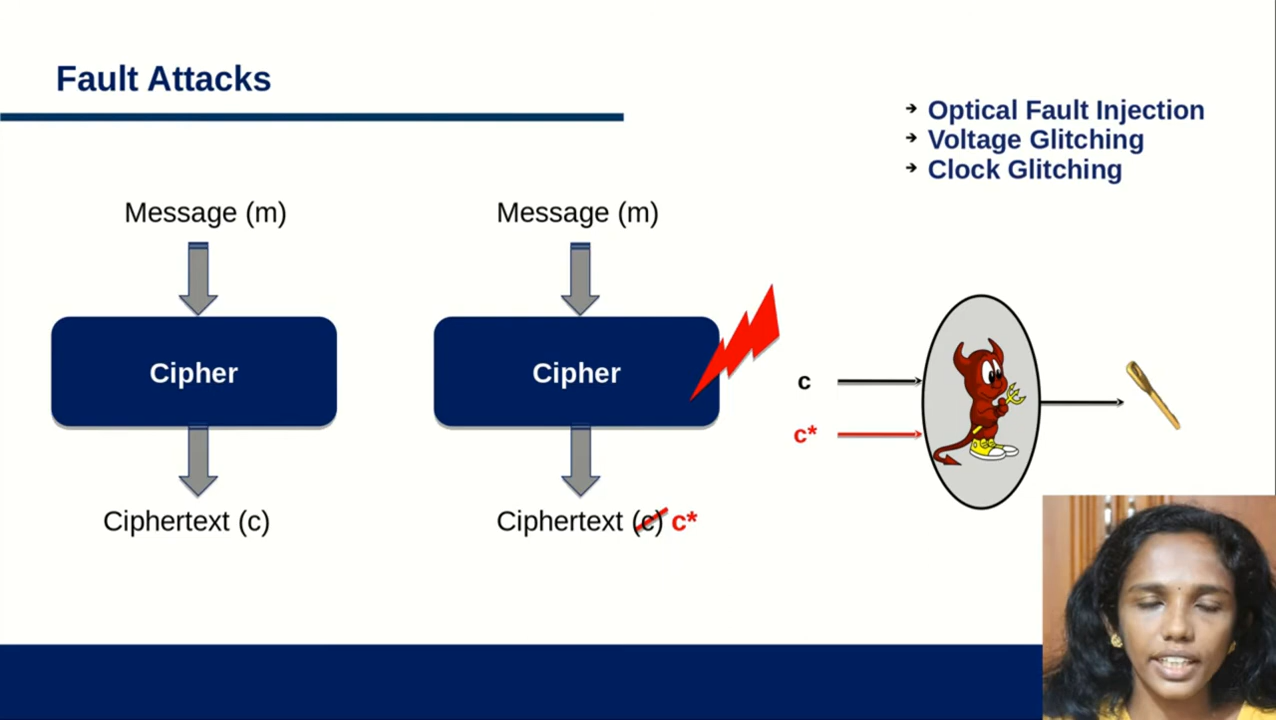 Fault Attacks
Optical Fault Injection
Voltage Glitching
Clock Glitching
Message (m)
Message (m)
Cipher
Cipher
c
c*
Ciphertext (c)
Ciphertext (c) c*